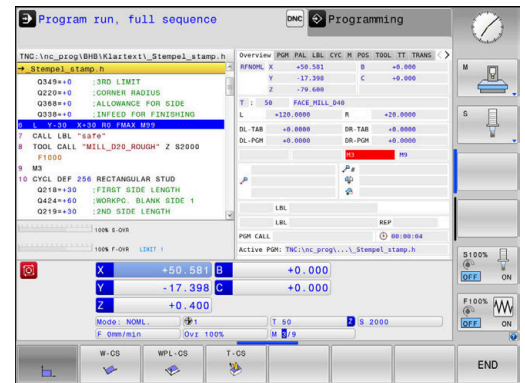 Program run, full sequence
DNC
Programming
TNC:\nc_prog\BHB\Klartext\_Stempel_stamp.h
→_Stempel_stamp.h
Q349=+0 ;3RD LIMIT
Q220=+0 ;CORNER RADIUS
Q368=+0 ;ALLOWANCE FOR SIDE
Q338=+0 ;INFEED FOR FINISHING
6 L Y-30 X+30 R0 FMAX M99
7 CALL LBL "safe"
8 TOOL CALL "MILL_D20_ROUGH" Z S2000
F1000
9 M3
10 CYCL DEF 256 RECTANGULAR STUD
Q218=+30 ;FIRST SIDE LENGTH
Q424=+60 ;WORKPC. BLANK SIDE 1
Q219=+30 ;2ND SIDE LENGTH
100% S-OVR
100% F-OVR LIMIT 1
Overview PGM PAL LBL CYC M POS TOOL TT TRANS
RFNOML X +50.581 B +0.000
Y -17.398 C +0.000
Z -79.600
T : 50 FACE_MILL_D40
L +120.0000 R +20.0000
DL-TAB +0.0000 DR-TAB +0.0000
DL-PGM +0.0000 DR-PGM +0.0000
M3 M9
LBL
LBL REP
PGM CALL 00:00:04
Active PGM: TNC:\nc_prog\...\_Stempel_stamp.h
X +50.581 B +0.000
Y -17.398 C +0.000
Z +0.400
Mode: NOML. 1 T 50 Z S 2000
F 0mm/min Ovr 100% M 3/9
M
S
S100%
OFF ON
F100%
OFF ON
W-CS WPL-CS T-CS
END